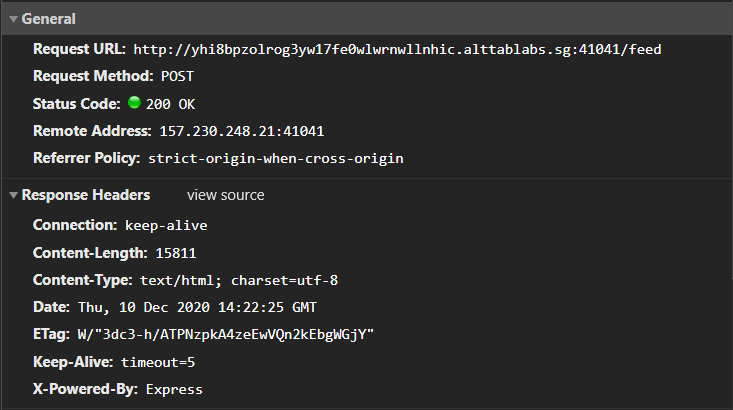 General
Request URL: http://yhi8bpzolrog3yw17fe0wlwrnwllnhic.alttablabs.sg:41041/feed
Request Method: POST
Status Code: 200 OK
Remote Address: 157.230.248.21:41041
Referrer Policy: strict-origin-when-cross-origin
Response Headers view source
Connection: keep-alive
Content-Length: 15811
Content-Type: text/html; charset=utf-8
Date: Thu, 10 Dec 2020 14:22:25 GMT
ETag: W/"3dc3-h/ATPNzpkA4zeEwVQn2kEbgWGjY"
Keep-Alive: timeout=5
X-Powered-By: Express